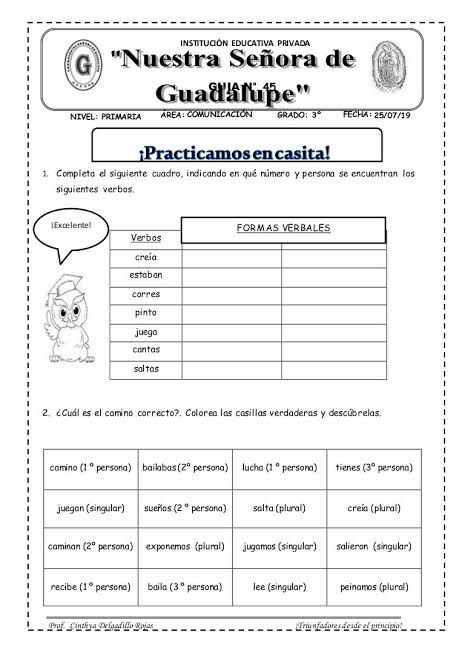 INSTITUCIÓN EDUCATIVA PRIVADA
"Nuestra Señora de
GUIA N° 45
Guadalupe"
NIVEL: PRIMARIA ÁREA: COMUNICACIÓN GRADO: 3° FECHA: 25/07/19
¡Practicamos en casita!
1. Completa el siguiente cuadro, indicando en qué número y persona se encuentran los
siguientes verbos.
¡Excelente!
Verbos FORMAS VERBALES
creía
estaban
corres
pinto
juega
cantas
saltas
2. ¿Cuál es el camino correcto?. Colorea las casillas verdaderas y descúbrelas.
camino (1° persona) bailabas (2° persona) lucha (1° persona) tienes (3° persona)
juegan (singular) sueños (2° persona) salta (plural) creía (plural)
caminan (2° persona) exponemos (plural) jugamos (singular) salieron (singular)
recibe (1° persona) baila (3° persona) lee (singular) peinamos (plural)
Prof. Cinthya Delgadillo Rojas ¡Triunfadores desde el principio!